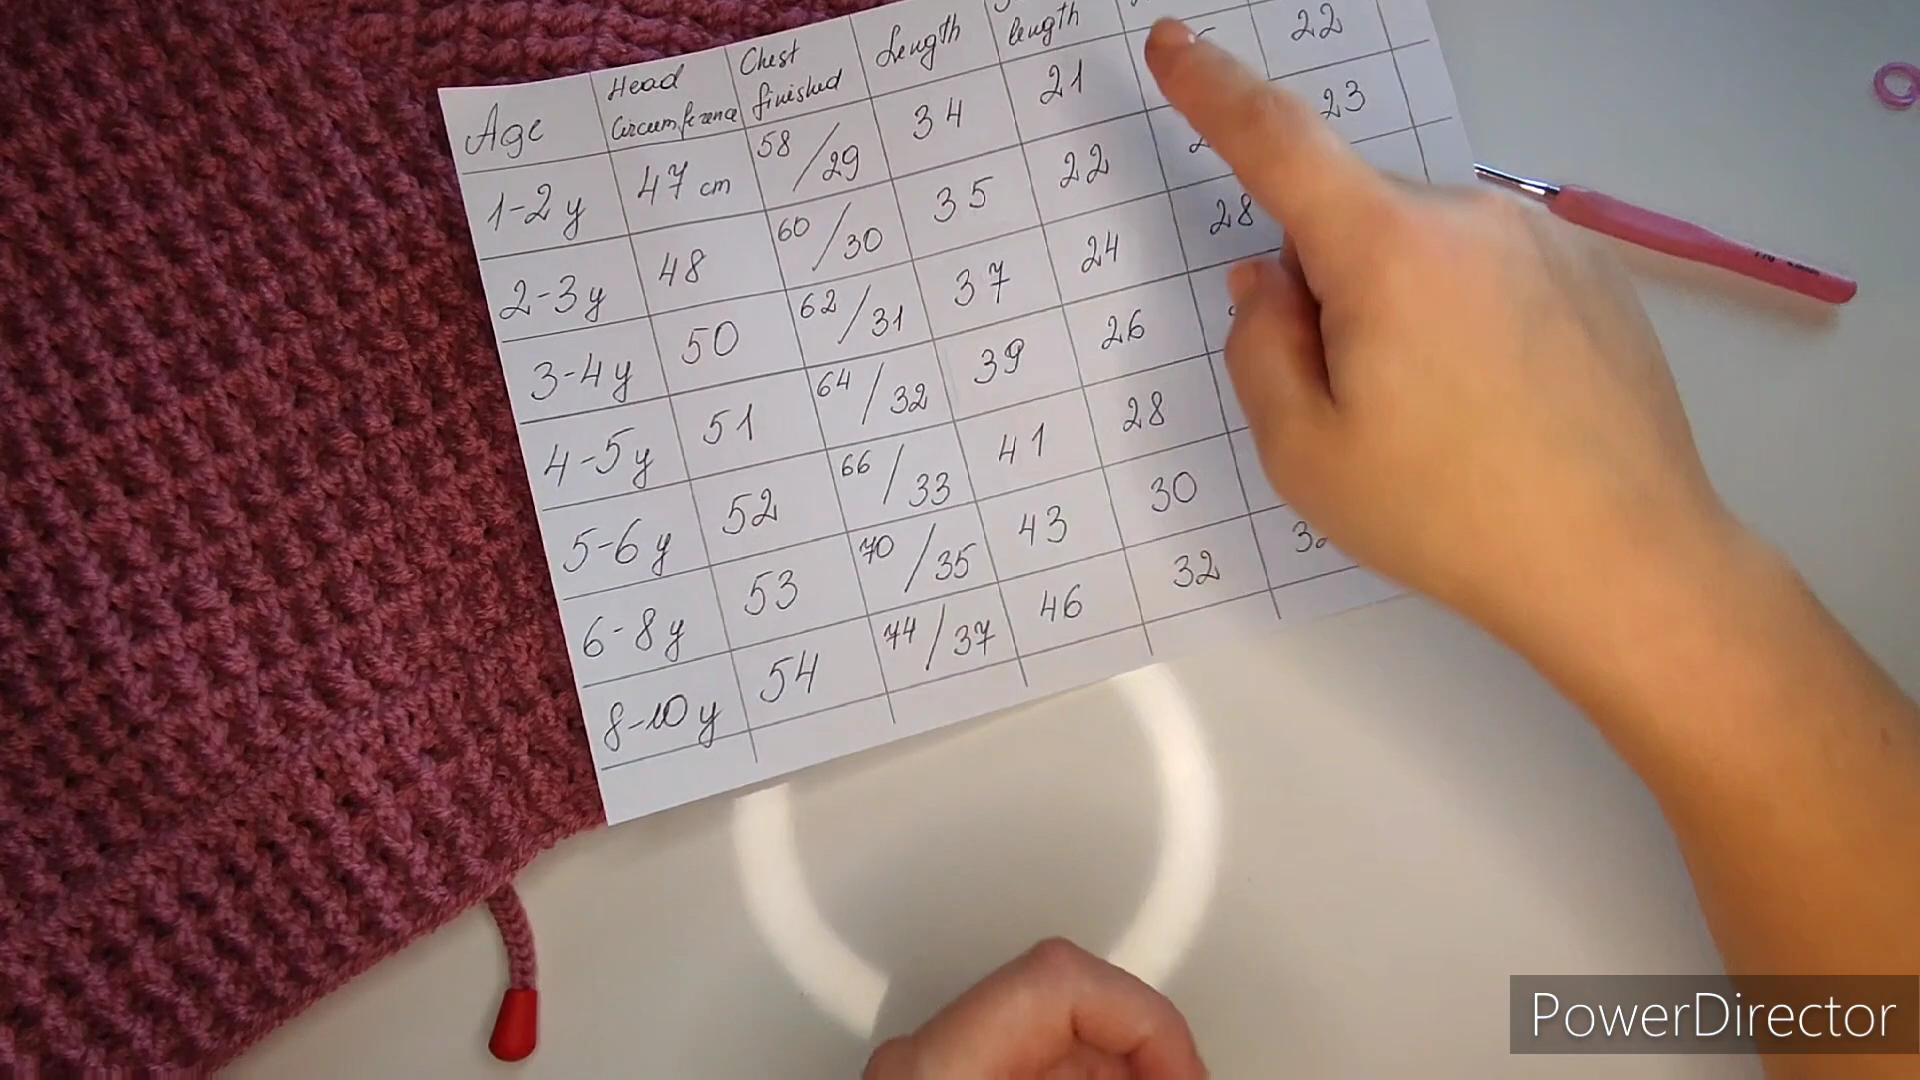 Age Head Circumference Chest finished Length length
1-2y 47 cm 58/29 34 21 22
2-3y 48 60/30 35 22 23
3-4y 50 62/31 37 24 28
4-5y 51 64/32 39 26
5-6y 52 66/33 41 28
6-8y 53 70/35 43 30
8-10y 54 74/37 46 32
PowerDirector